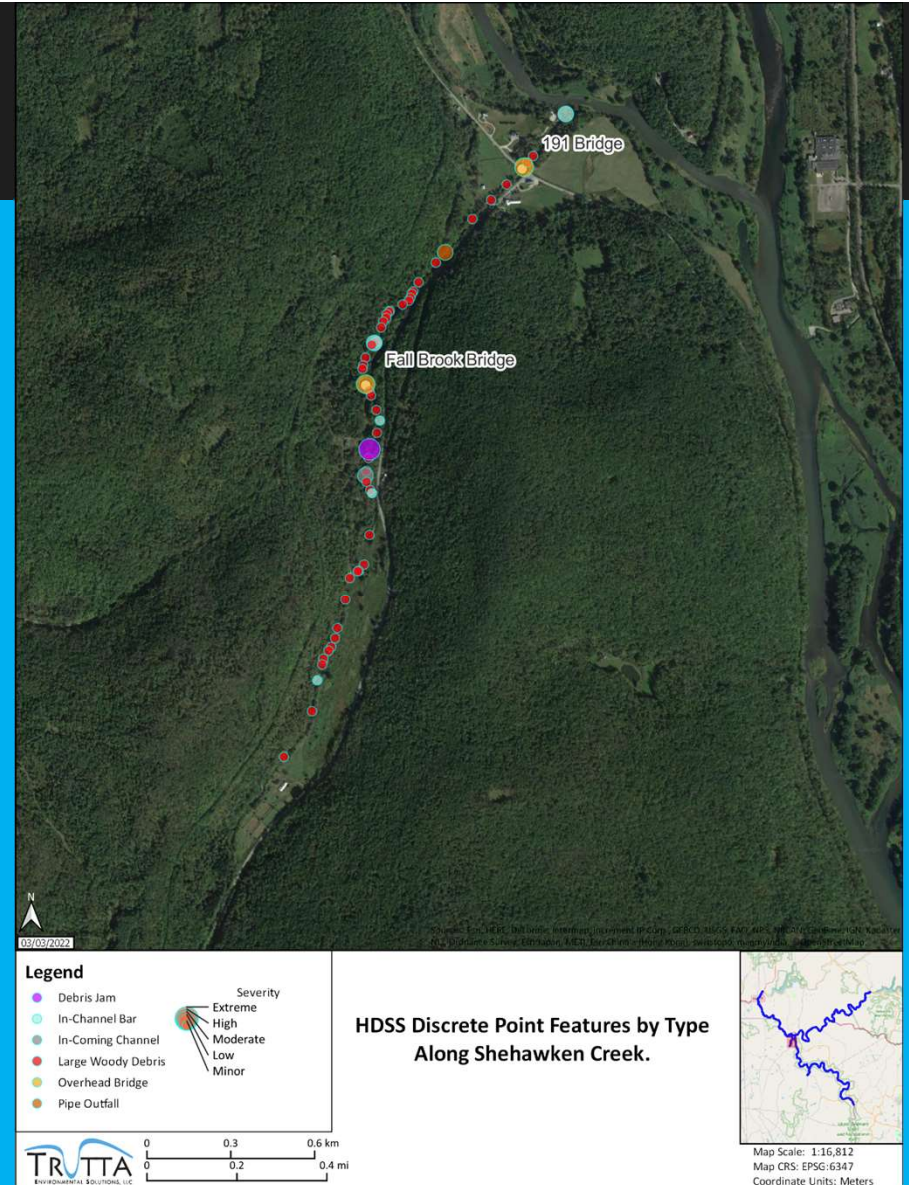 191 Bridge
Fall Brook Bridge
N
03/03/2022
Legend
Debris Jam
In-Channel Bar
In-Coming Channel
Large Woody Debris
Overhead Bridge
Pipe Outfall
Severity
Extreme
High
Moderate
Low
Minor
HDSS Discrete Point Features by Type
Along Shehawken Creek.
TRUTTA
ENVIRONMENTAL SOLUTIONS, LLC
0 0.3 0.6 km
0 0.2 0.4 mi
Map Scale: 1:16,812
Map CRS: EPSG:6347
Coordinate Units: Meters